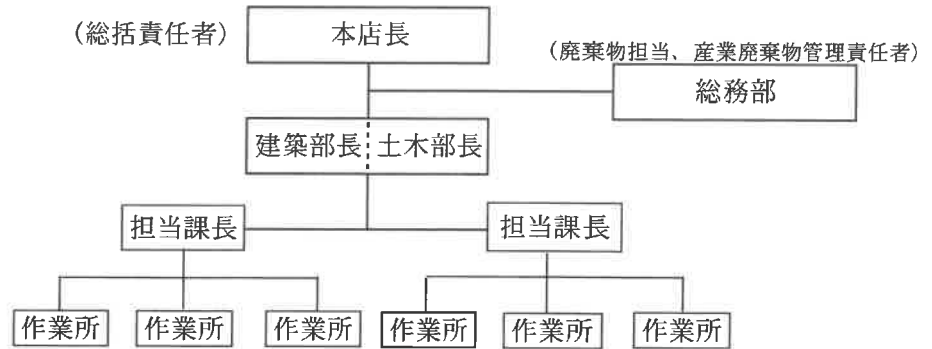 (総括責任者) 本店長
(廃棄物担当、産業廃棄物管理責任者)
総務部
建築部長 土木部長
担当課長 担当課長
作業所 作業所 作業所 作業所 作業所 作業所